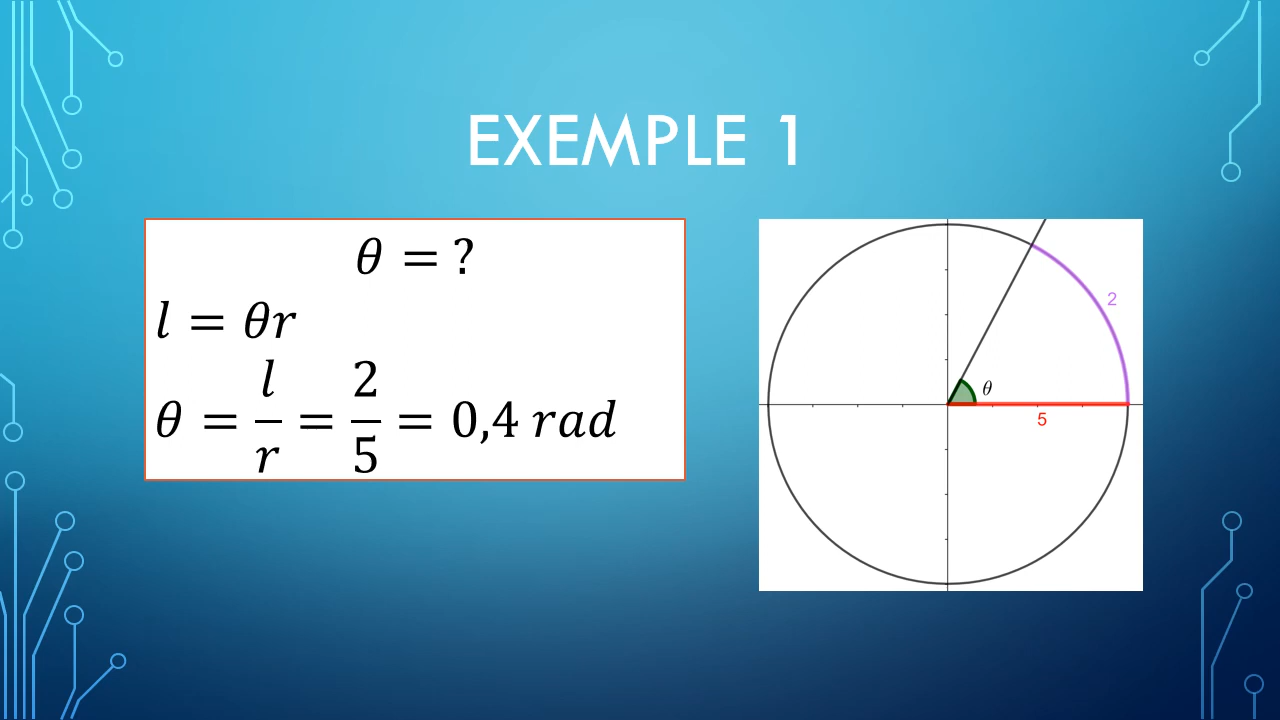 EXEMPLE 1
θ = ?
l = θr
θ = l/r = 2/5 = 0,4 rad
2
θ
5